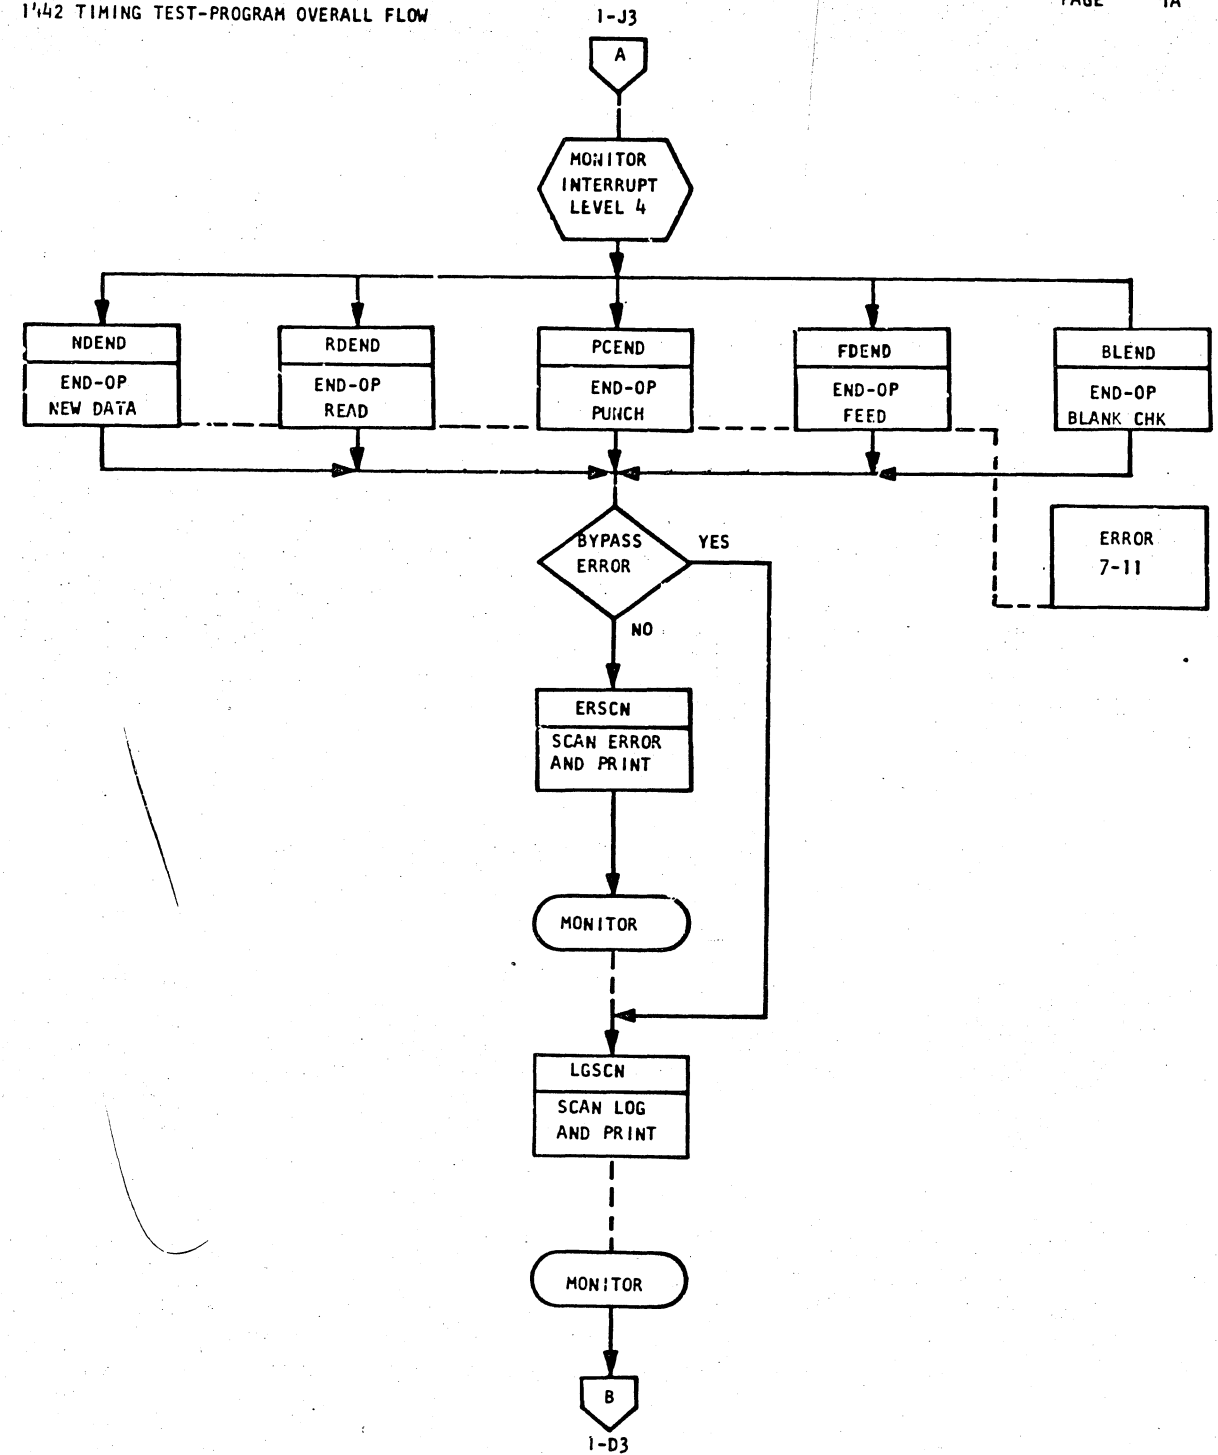 1442 TIMING TEST-PROGRAM OVERALL FLOW
PAGE 1A
1-J3
A
MONITOR
INTERRUPT
LEVEL 4
NDEND
END-OP
NEW DATA
RDEND
END-OP
READ
PCEND
END-OP
PUNCH
FDEND
END-OP
FEED
BLEND
END-OP
BLANK CHK
BYPASS
ERROR
YES
NO
ERROR
7-11
ERSCN
SCAN ERROR
AND PRINT
MONITOR
LGSCN
SCAN LOG
AND PRINT
MONITOR
B
1-D3